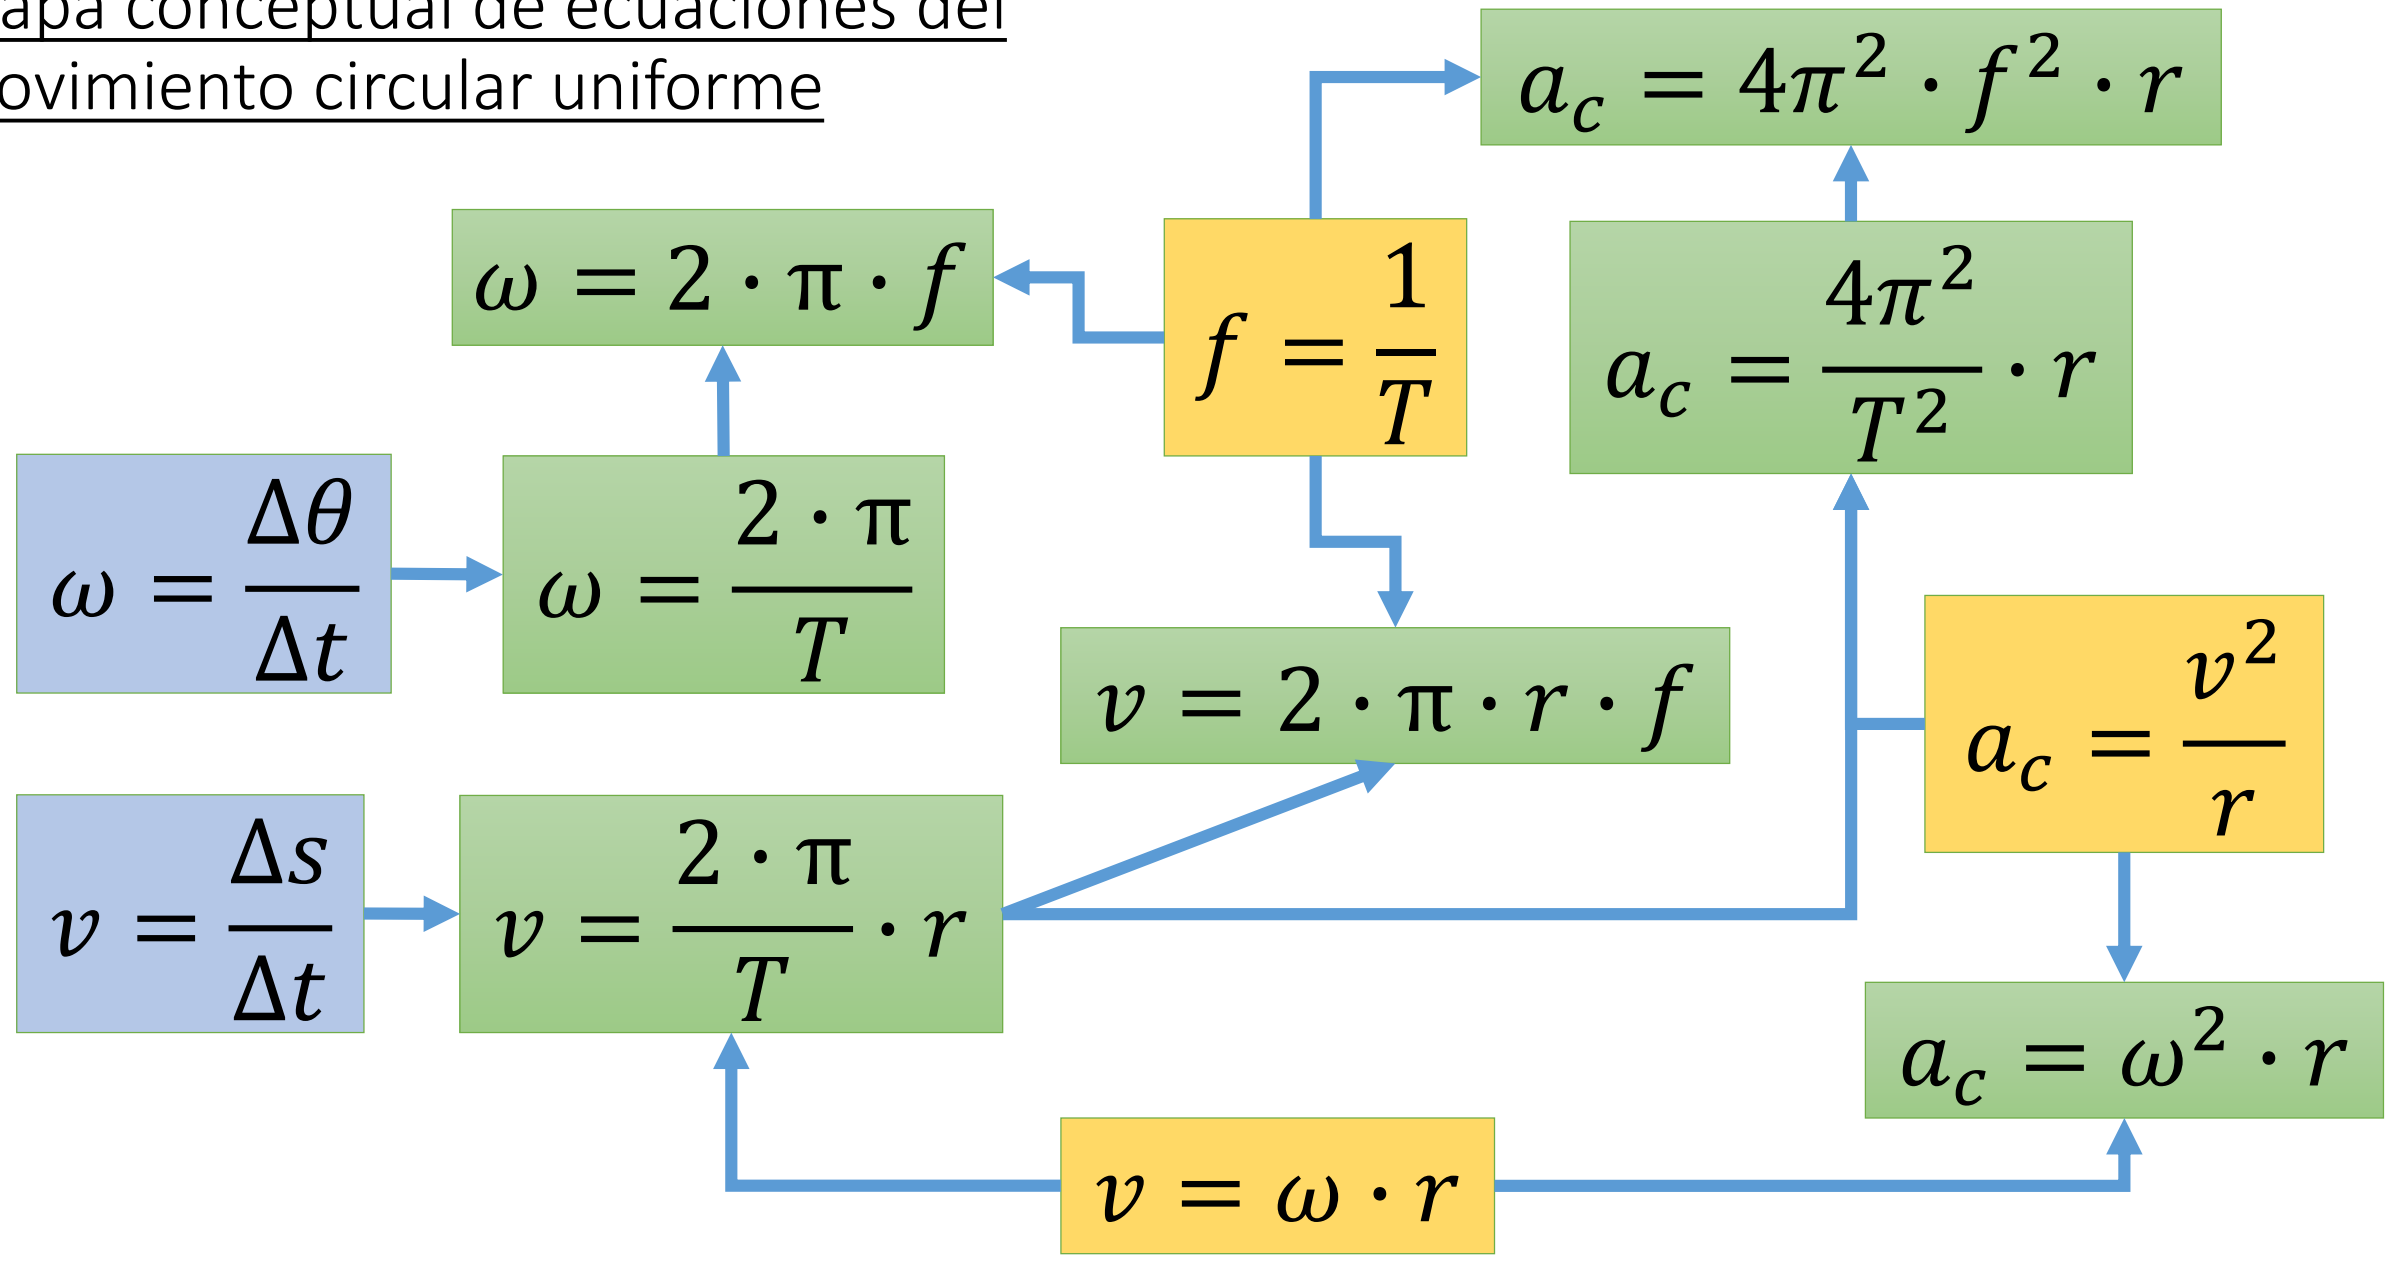 apa conceptual de ecuaciones del
ovimiento circular uniforme
a_c = 4π² · f² · r
ω = 2 · π · f
f = 1/T
a_c = 4π²/T² · r
ω = Δθ/Δt
ω = 2 · π/T
v = 2 · π · r · f
a_c = v²/r
v = Δs/Δt
v = 2 · π/T · r
a_c = ω² · r
v = ω · r